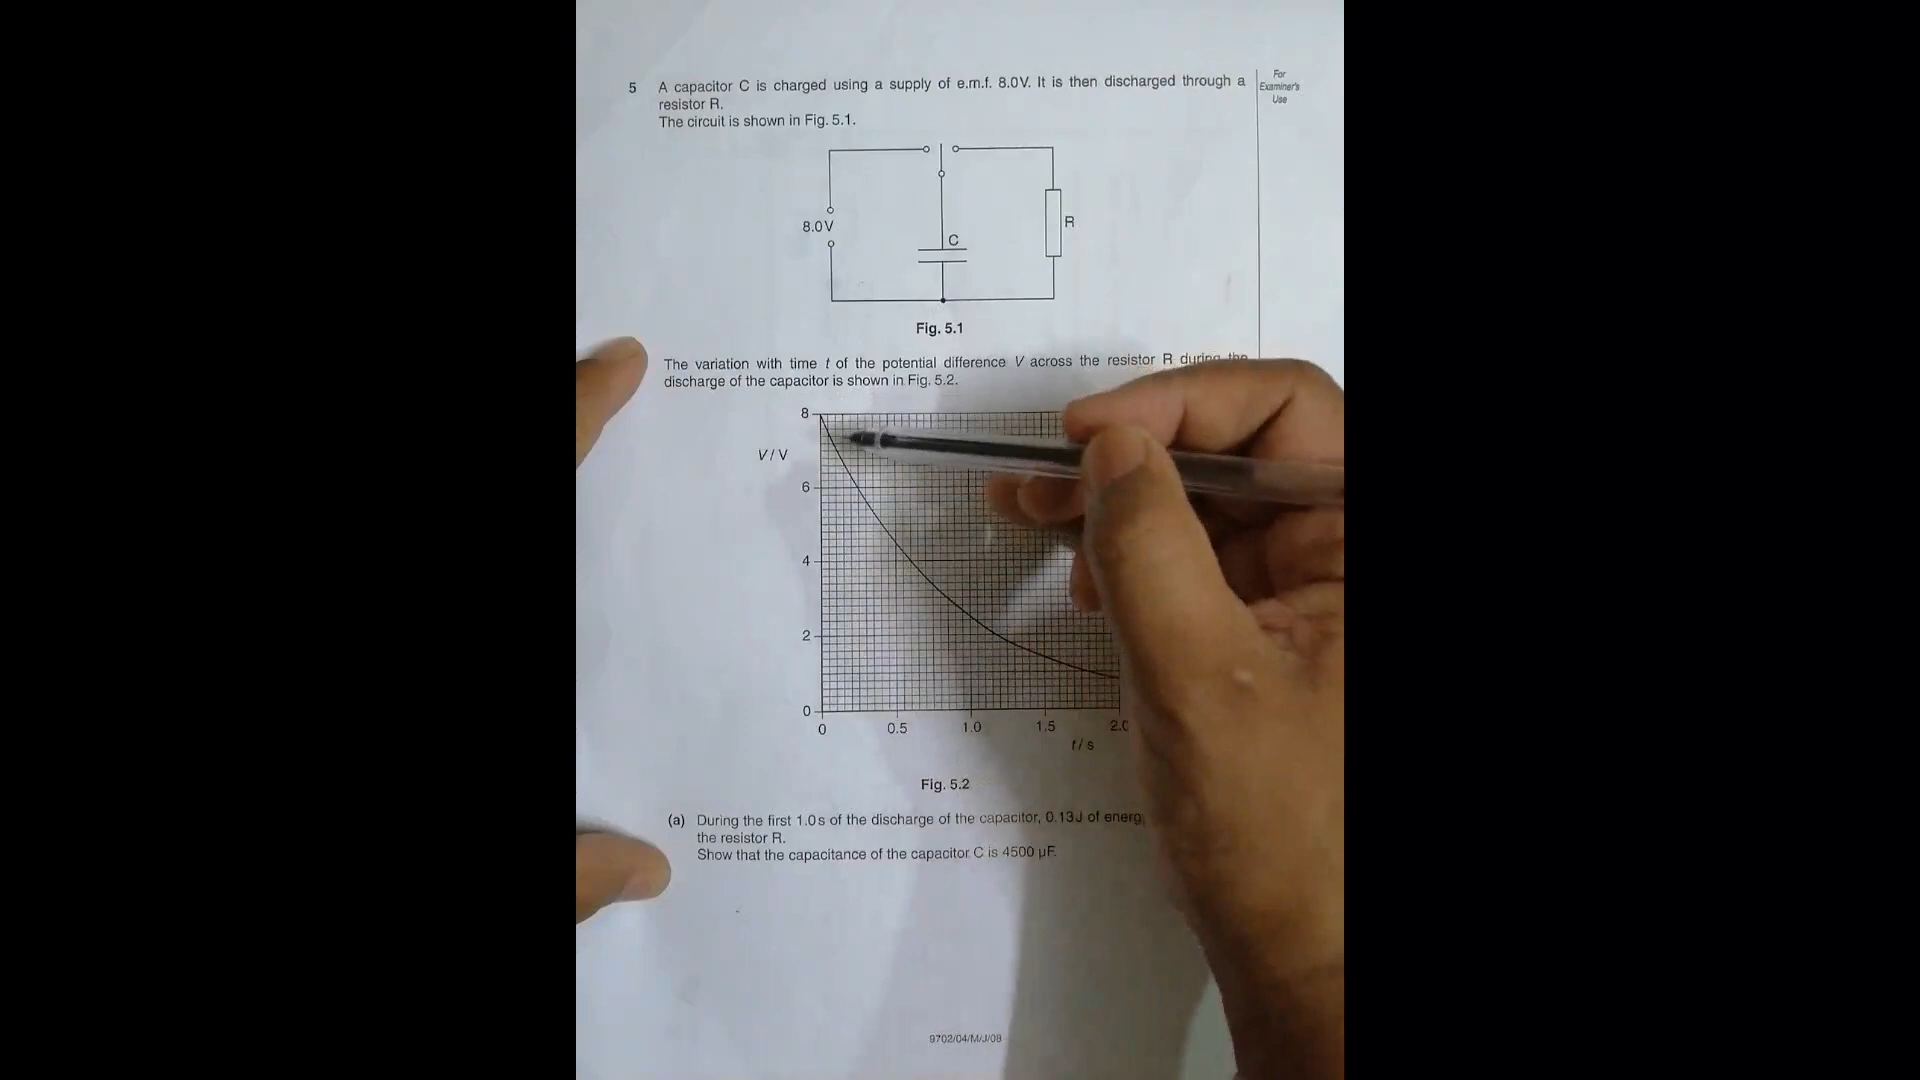 5 A capacitor C is charged using a supply of e.m.f. 8.0V. It is then discharged through a
resistor R.
The circuit is shown in Fig. 5.1.
For
Examiner's
Use
8.0V
C
R
Fig. 5.1
The variation with time t of the potential difference V across the resistor R during the
discharge of the capacitor is shown in Fig. 5.2.
8
V / V
6
4
2
0
0 0.5 1.0 1.5 2.0
t / s
Fig. 5.2
(a) During the first 1.0s of the discharge of the capacitor, 0.13J of energy
the resistor R.
Show that the capacitance of the capacitor C is 4500 μF.
9702/04/M/J/08